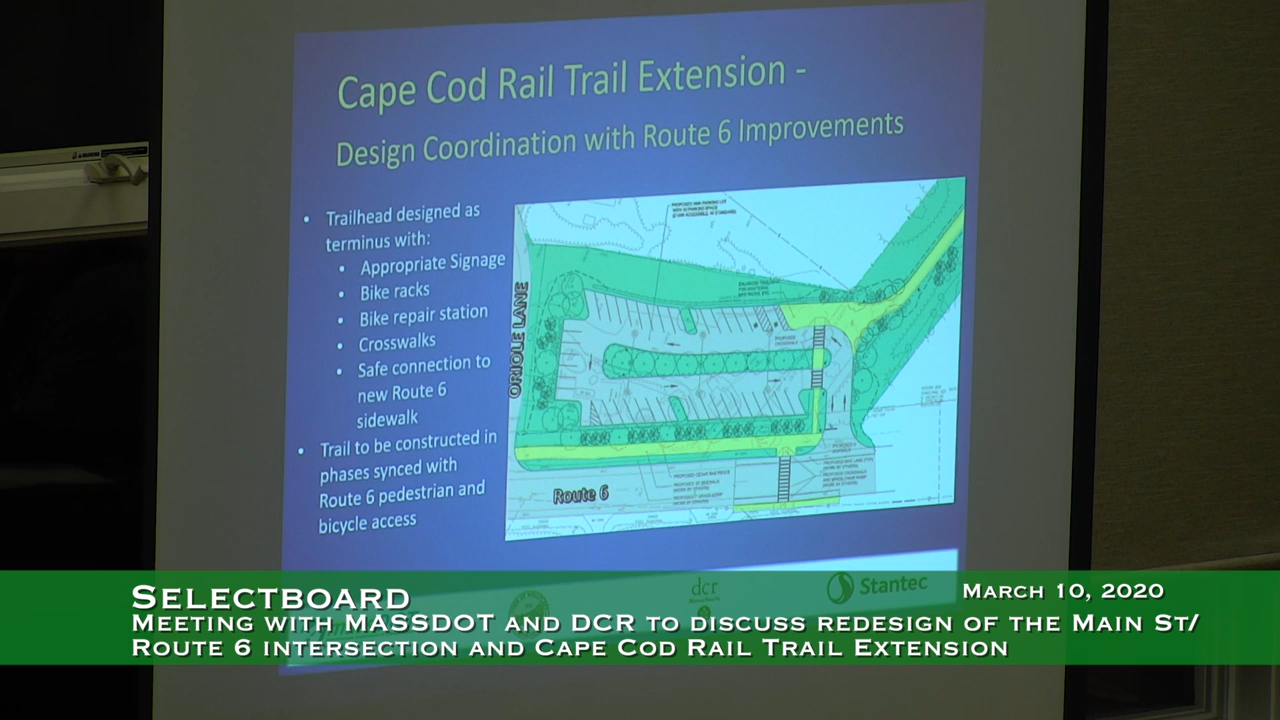 Cape Cod Rail Trail Extension -
Design Coordination with Route 6 Improvements
• Trailhead designed as
terminus with:
• Appropriate Signage
• Bike racks
• Bike repair station
• Crosswalks
• Safe connection to
new Route 6
sidewalk
• Trail to be constructed in
phases synced with
Route 6 pedestrian and
bicycle access
ORIOLE LANE
Route 6
dcr
Stantec
SELECTBOARD
MARCH 10, 2020
MEETING WITH MASSDOT AND DCR TO DISCUSS REDESIGN OF THE MAIN ST/
ROUTE 6 INTERSECTION AND CAPE COD RAIL TRAIL EXTENSION